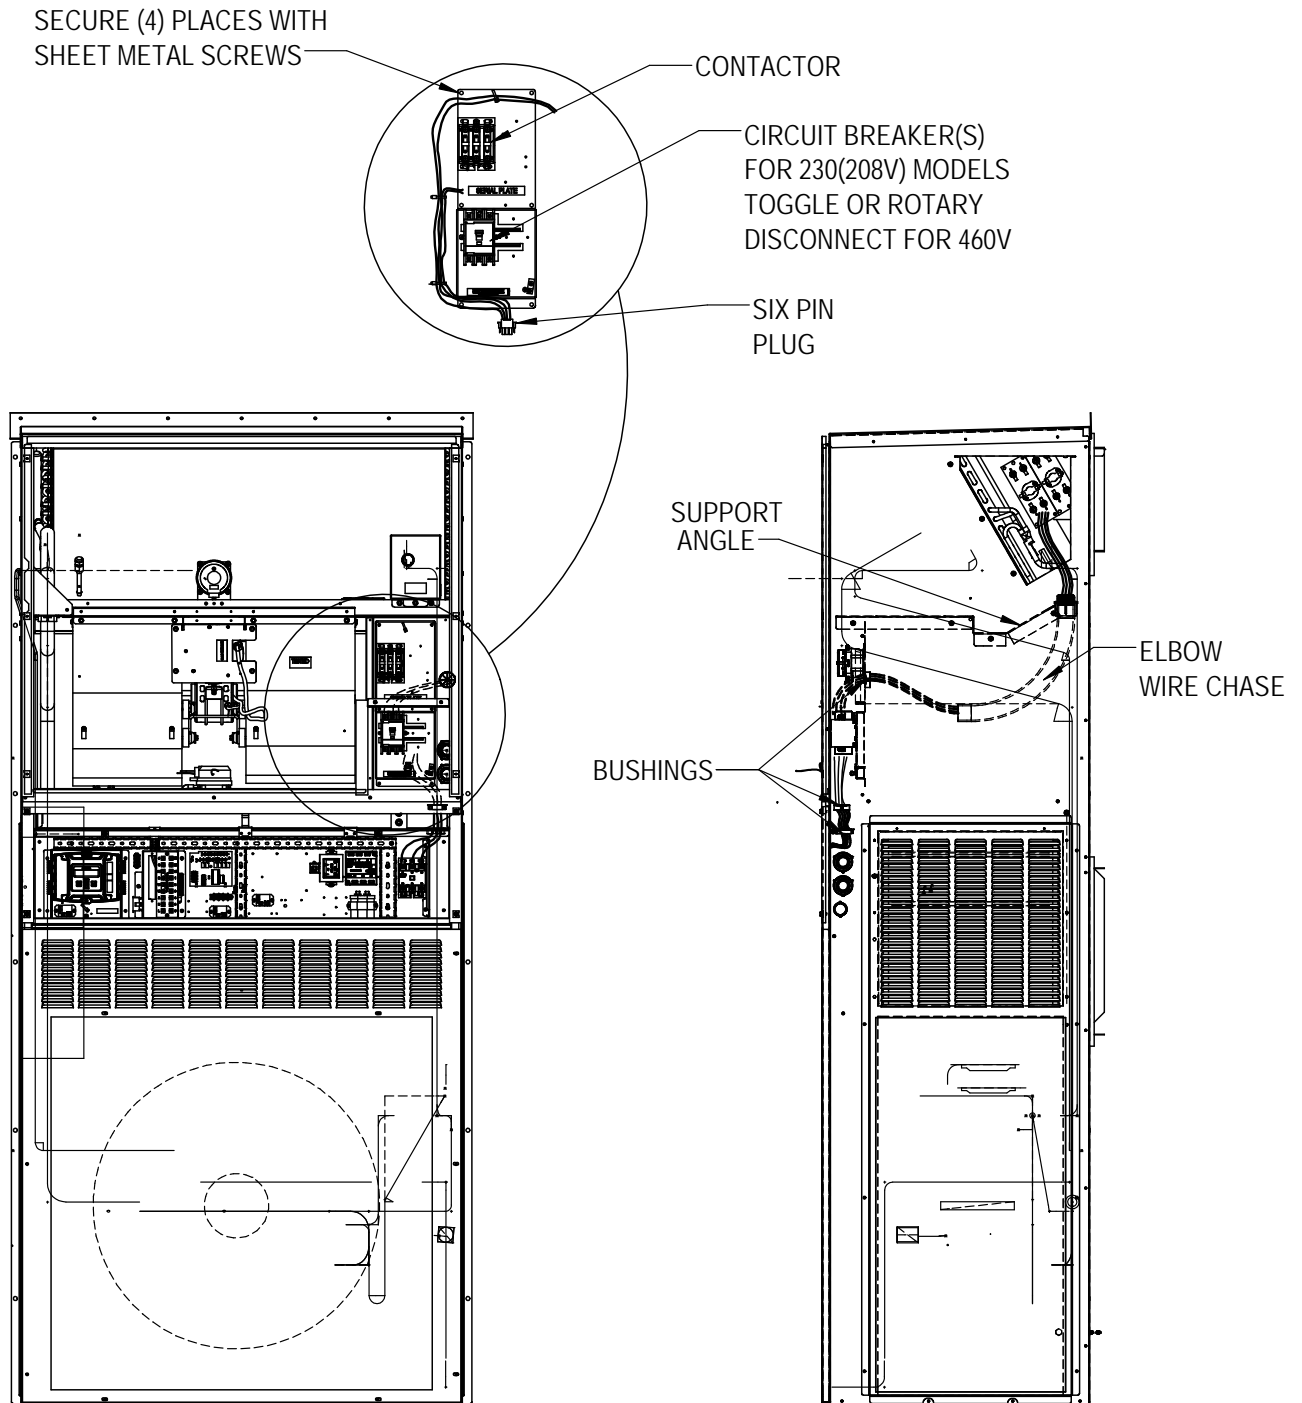 SECURE (4) PLACES WITH
SHEET METAL SCREWS
CONTACTOR
CIRCUIT BREAKER(S)
FOR 230(208V) MODELS
TOGGLE OR ROTARY
DISCONNECT FOR 460V
SERIAL PLATE
SIX PIN
PLUG
SUPPORT
ANGLE
ELBOW
WIRE CHASE
BUSHINGS